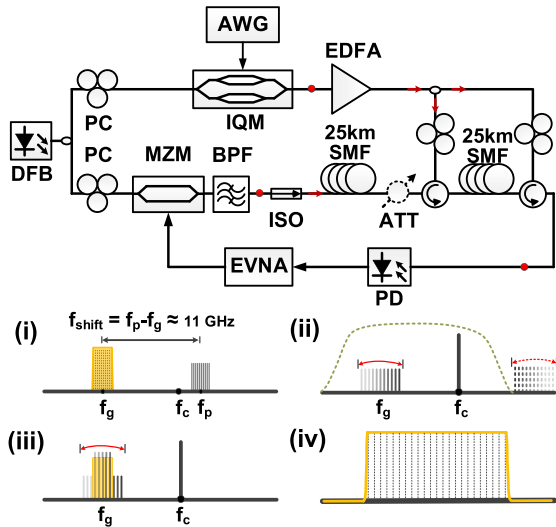 AWG
EDFA
PC
IQM
25km
SMF
25km
SMF
DFB
PC
MZM
BPF
ISO
ATT
EVNA
PD
(i)
f_shift = f_p-f_g ≈ 11 GHz
f_g
f_c
f_p
(ii)
f_g
f_c
(iii)
f_g
f_c
(iv)